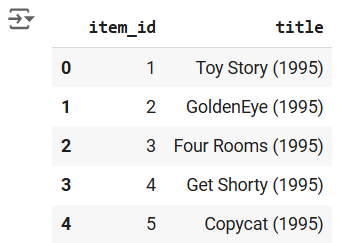 item_id title
0 1 Toy Story (1995)
1 2 GoldenEye (1995)
2 3 Four Rooms (1995)
3 4 Get Shorty (1995)
4 5 Copycat (1995)